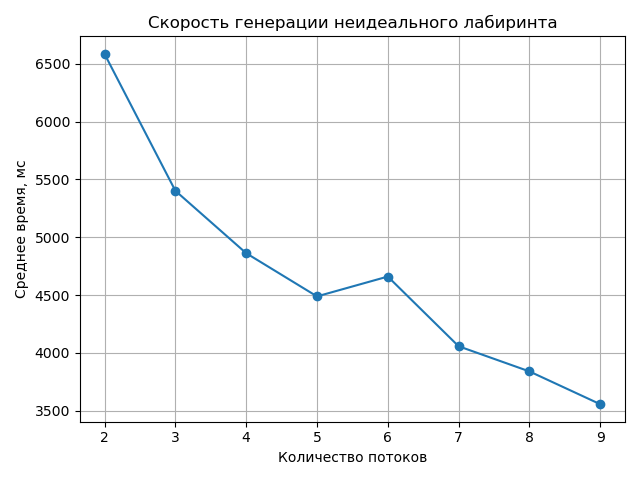 Скорость генерации неидеального лабиринта
Среднее время, мс
6500
6000
5500
5000
4500
4000
3500
2 3 4 5 6 7 8 9
Количество потоков